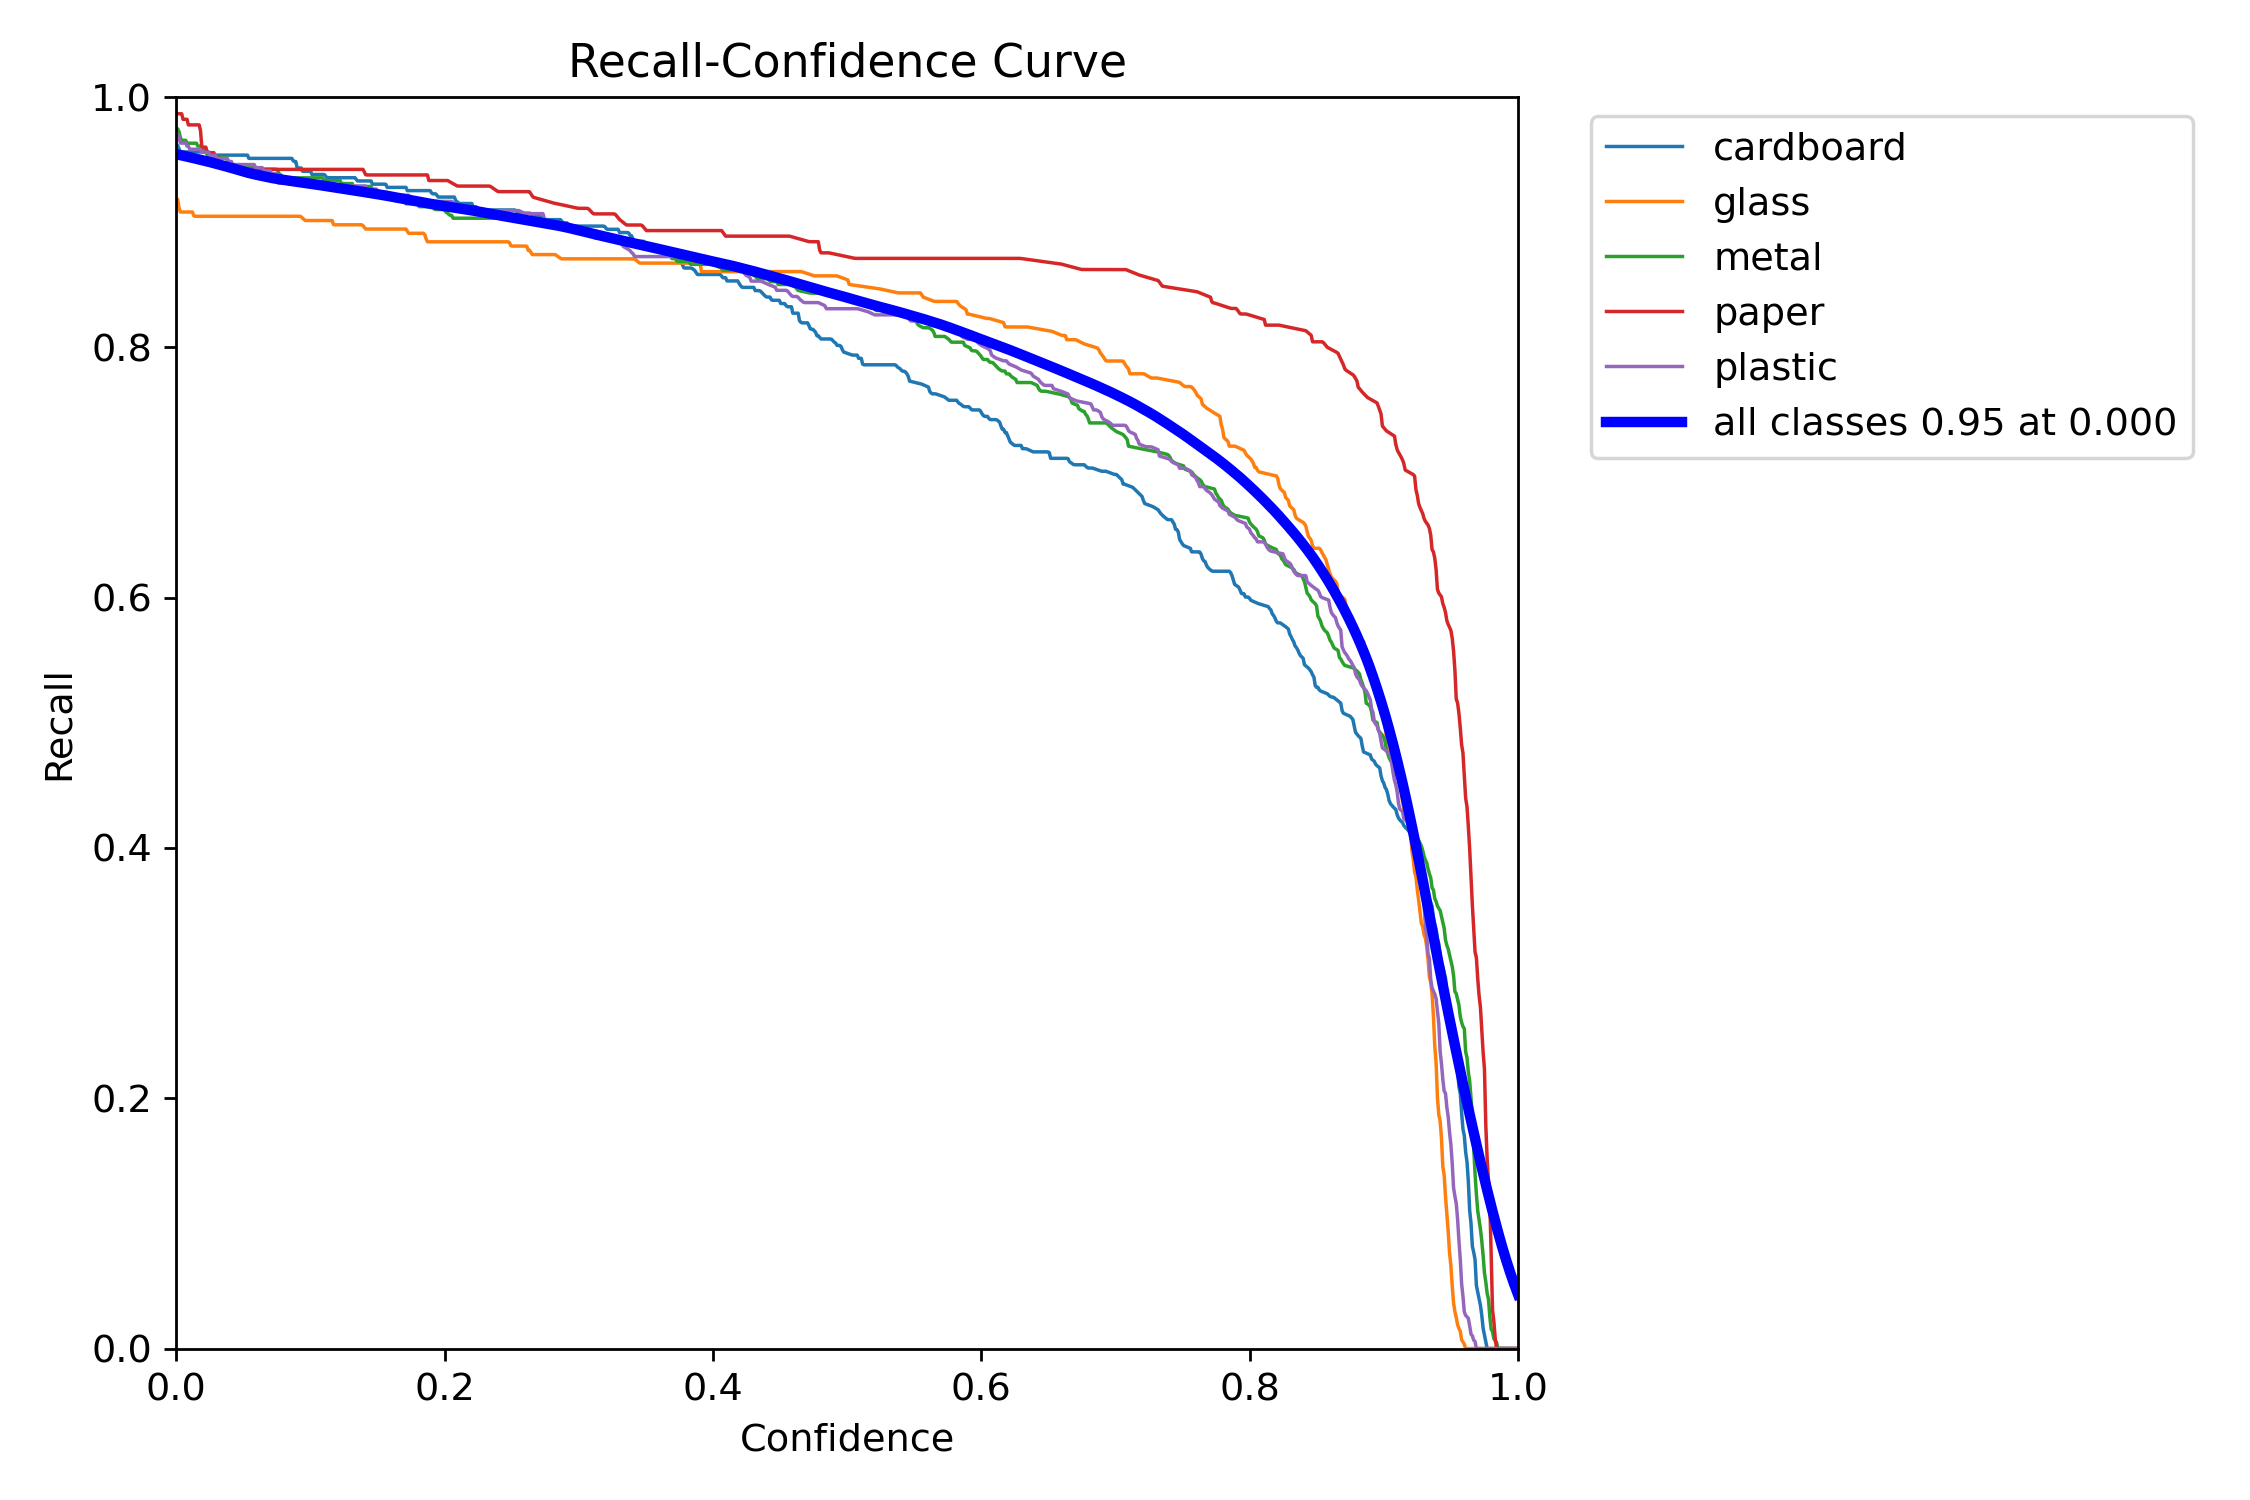 Recall-Confidence Curve
1.0
0.8
0.6
0.4
0.2
0.0
Recall
0.0 0.2 0.4 0.6 0.8 1.0
Confidence
cardboard
glass
metal
paper
plastic
all classes 0.95 at 0.000